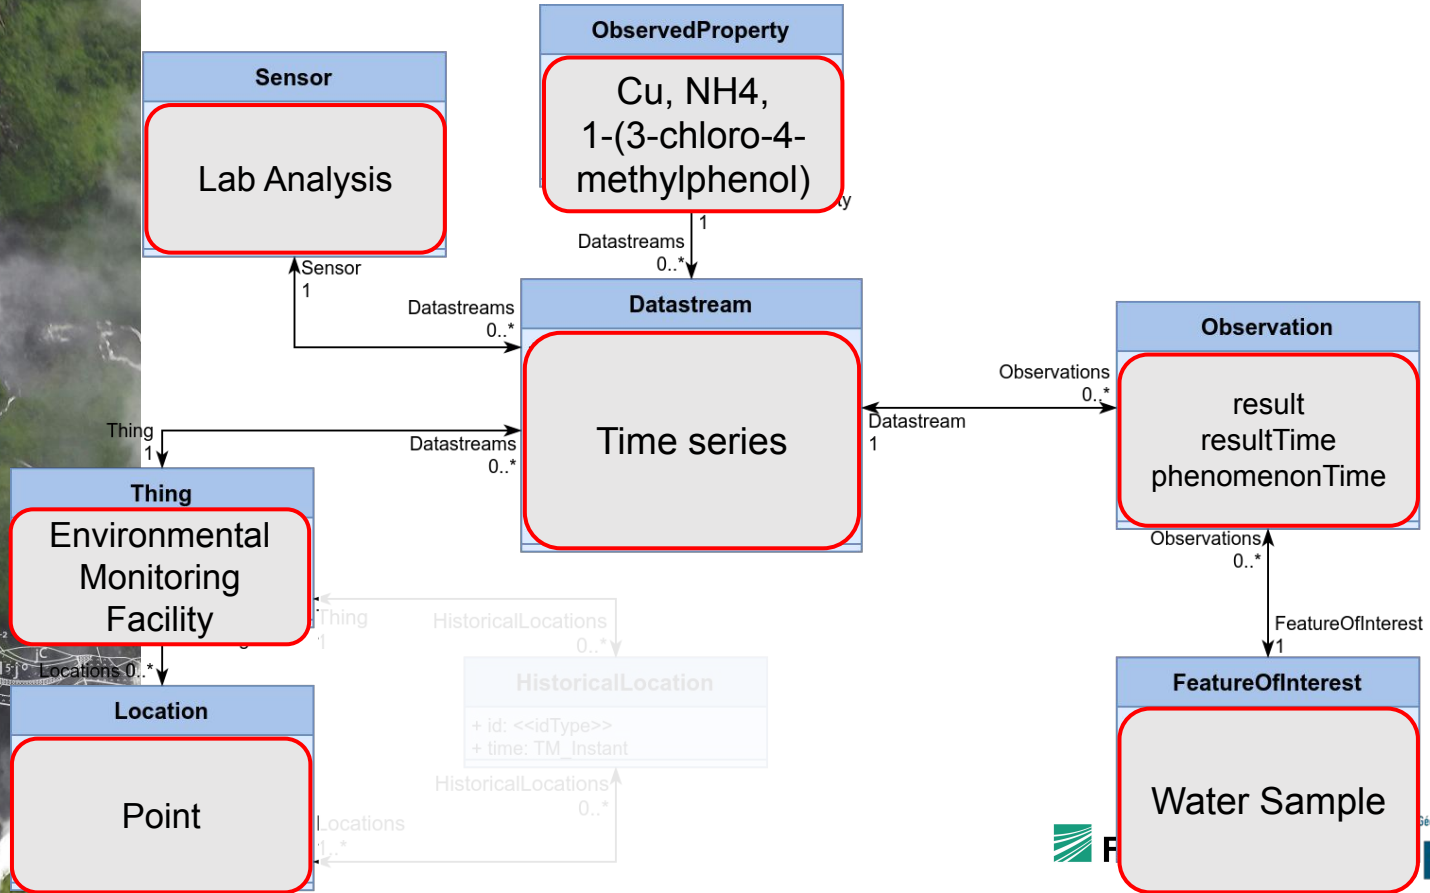 ObservedProperty
Cu, NH4,
1-(3-chloro-4-
methylphenol)
Sensor
Lab Analysis
1
Datastreams
0..*
Sensor
1
Datastreams
0..*
Datastream
Time series
Observations
0..*
Datastream
1
Observation
result
resultTime
phenomenonTime
Thing
1
Datastreams
0..*
Thing
Environmental
Monitoring
Facility
Observations
0..*
FeatureOfInterest
1
Thing
1
HistoricalLocations
0..*
Locations 0..*
HistoricalLocation
+ id: <<idType>>
+ time: TM_Instant
HistoricalLocations
0..*
Locations
1..*
Location
Point
FeatureOfInterest
Water Sample
F